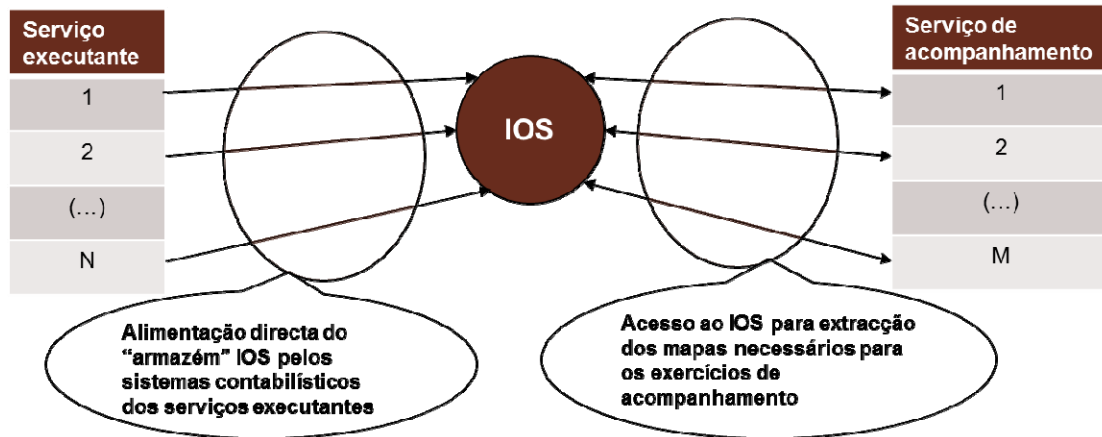 Serviço
executante
1
2
(...)
N
IOS
Serviço de
acompanhamento
1
2
(...)
M
Alimentação directa do
“armazém” IOS pelos
sistemas contabilísticos
dos serviços executantes
Acesso ao IOS para extracção
dos mapas necessários para
os exercícios de
acompanhamento